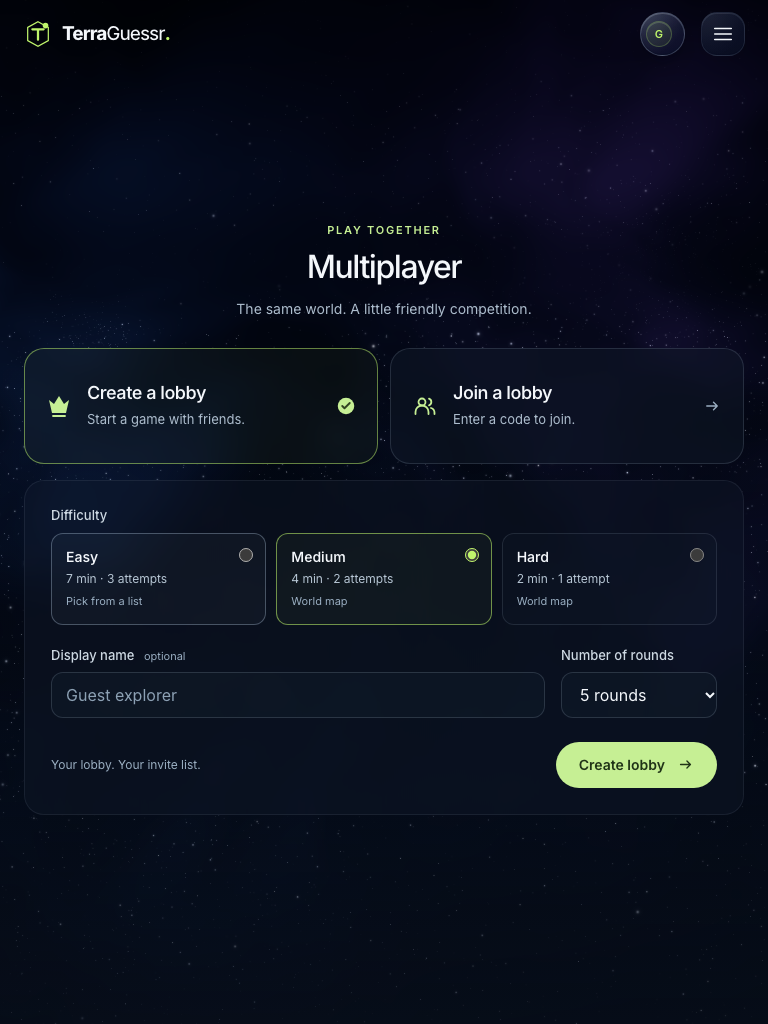 TerraGuessr.
G
PLAY TOGETHER
Multiplayer
The same world. A little friendly competition.
Create a lobby
Start a game with friends.
Join a lobby
Enter a code to join.
Difficulty
Easy
7 min · 3 attempts
Pick from a list
Medium
4 min · 2 attempts
World map
Hard
2 min · 1 attempt
World map
Display name optional
Guest explorer
Number of rounds
5 rounds
Your lobby. Your invite list.
Create lobby